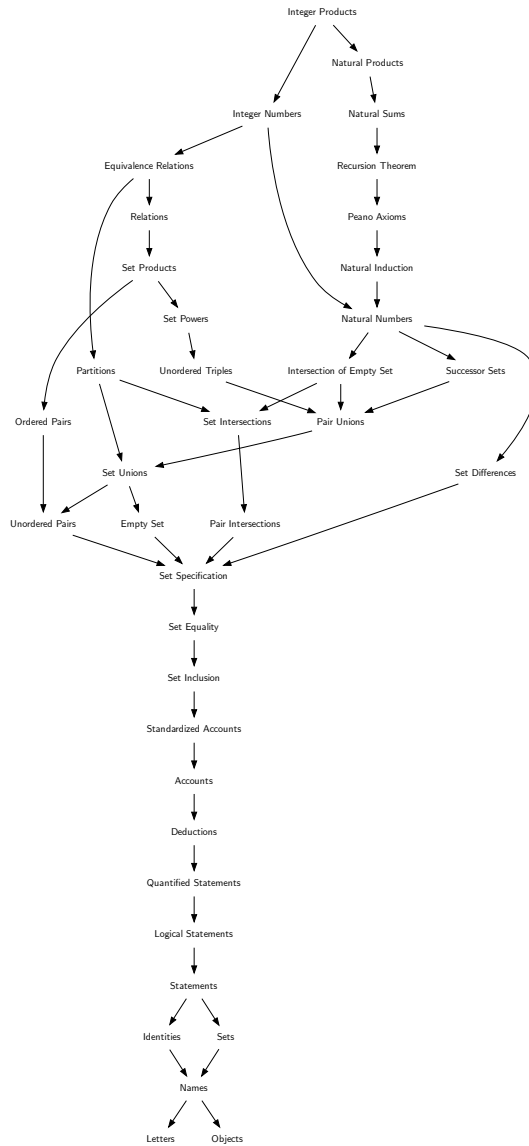 Integer Products
Natural Products
Integer Numbers
Natural Sums
Equivalence Relations
Recursion Theorem
Relations
Peano Axioms
Set Products
Natural Induction
Set Powers
Natural Numbers
Partitions
Unordered Triples
Intersection of Empty Set
Successor Sets
Ordered Pairs
Set Intersections
Pair Unions
Set Unions
Set Differences
Unordered Pairs
Empty Set
Pair Intersections
Set Specification
Set Equality
Set Inclusion
Standardized Accounts
Accounts
Deductions
Quantified Statements
Logical Statements
Statements
Identities
Sets
Names
Letters
Objects